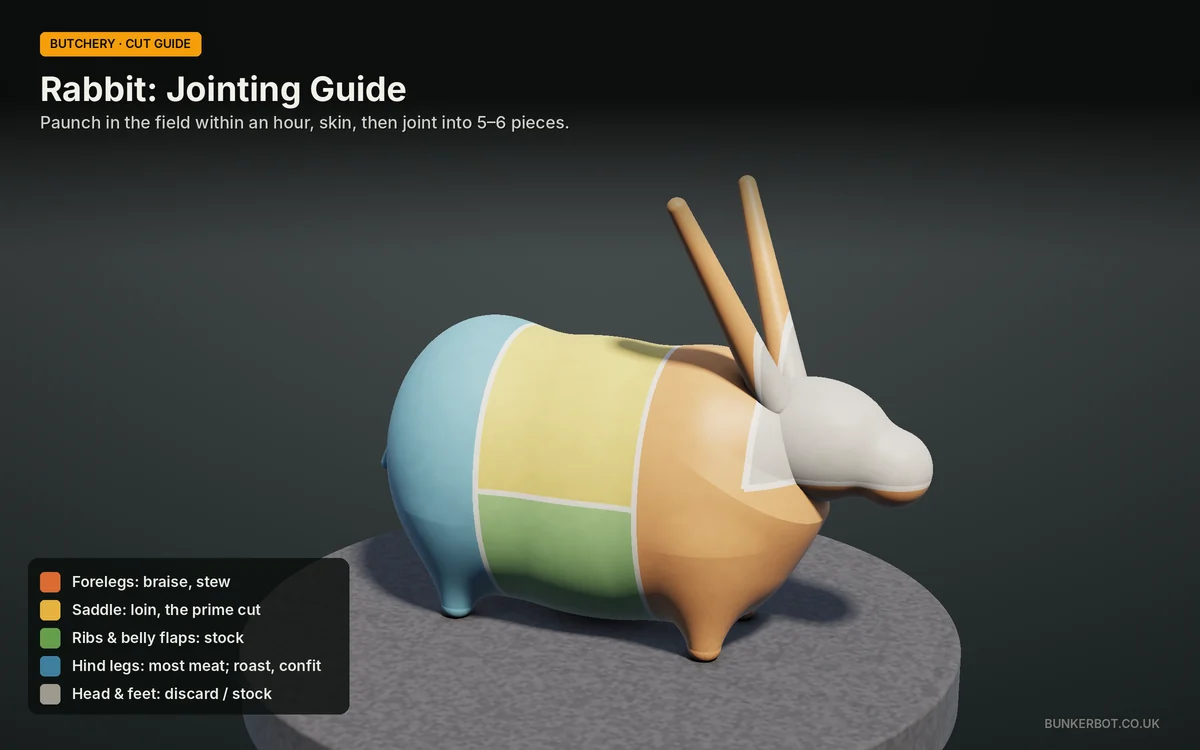 BUTCHERY · CUT GUIDE
Rabbit: Jointing Guide
Paunch in the field within an hour, skin, then joint into 5–6 pieces.
Forelegs: braise, stew
Saddle: loin, the prime cut
Ribs & belly flaps: stock
Hind legs: most meat; roast, confit
Head & feet: discard / stock
BUNKERBOT.CO.UK